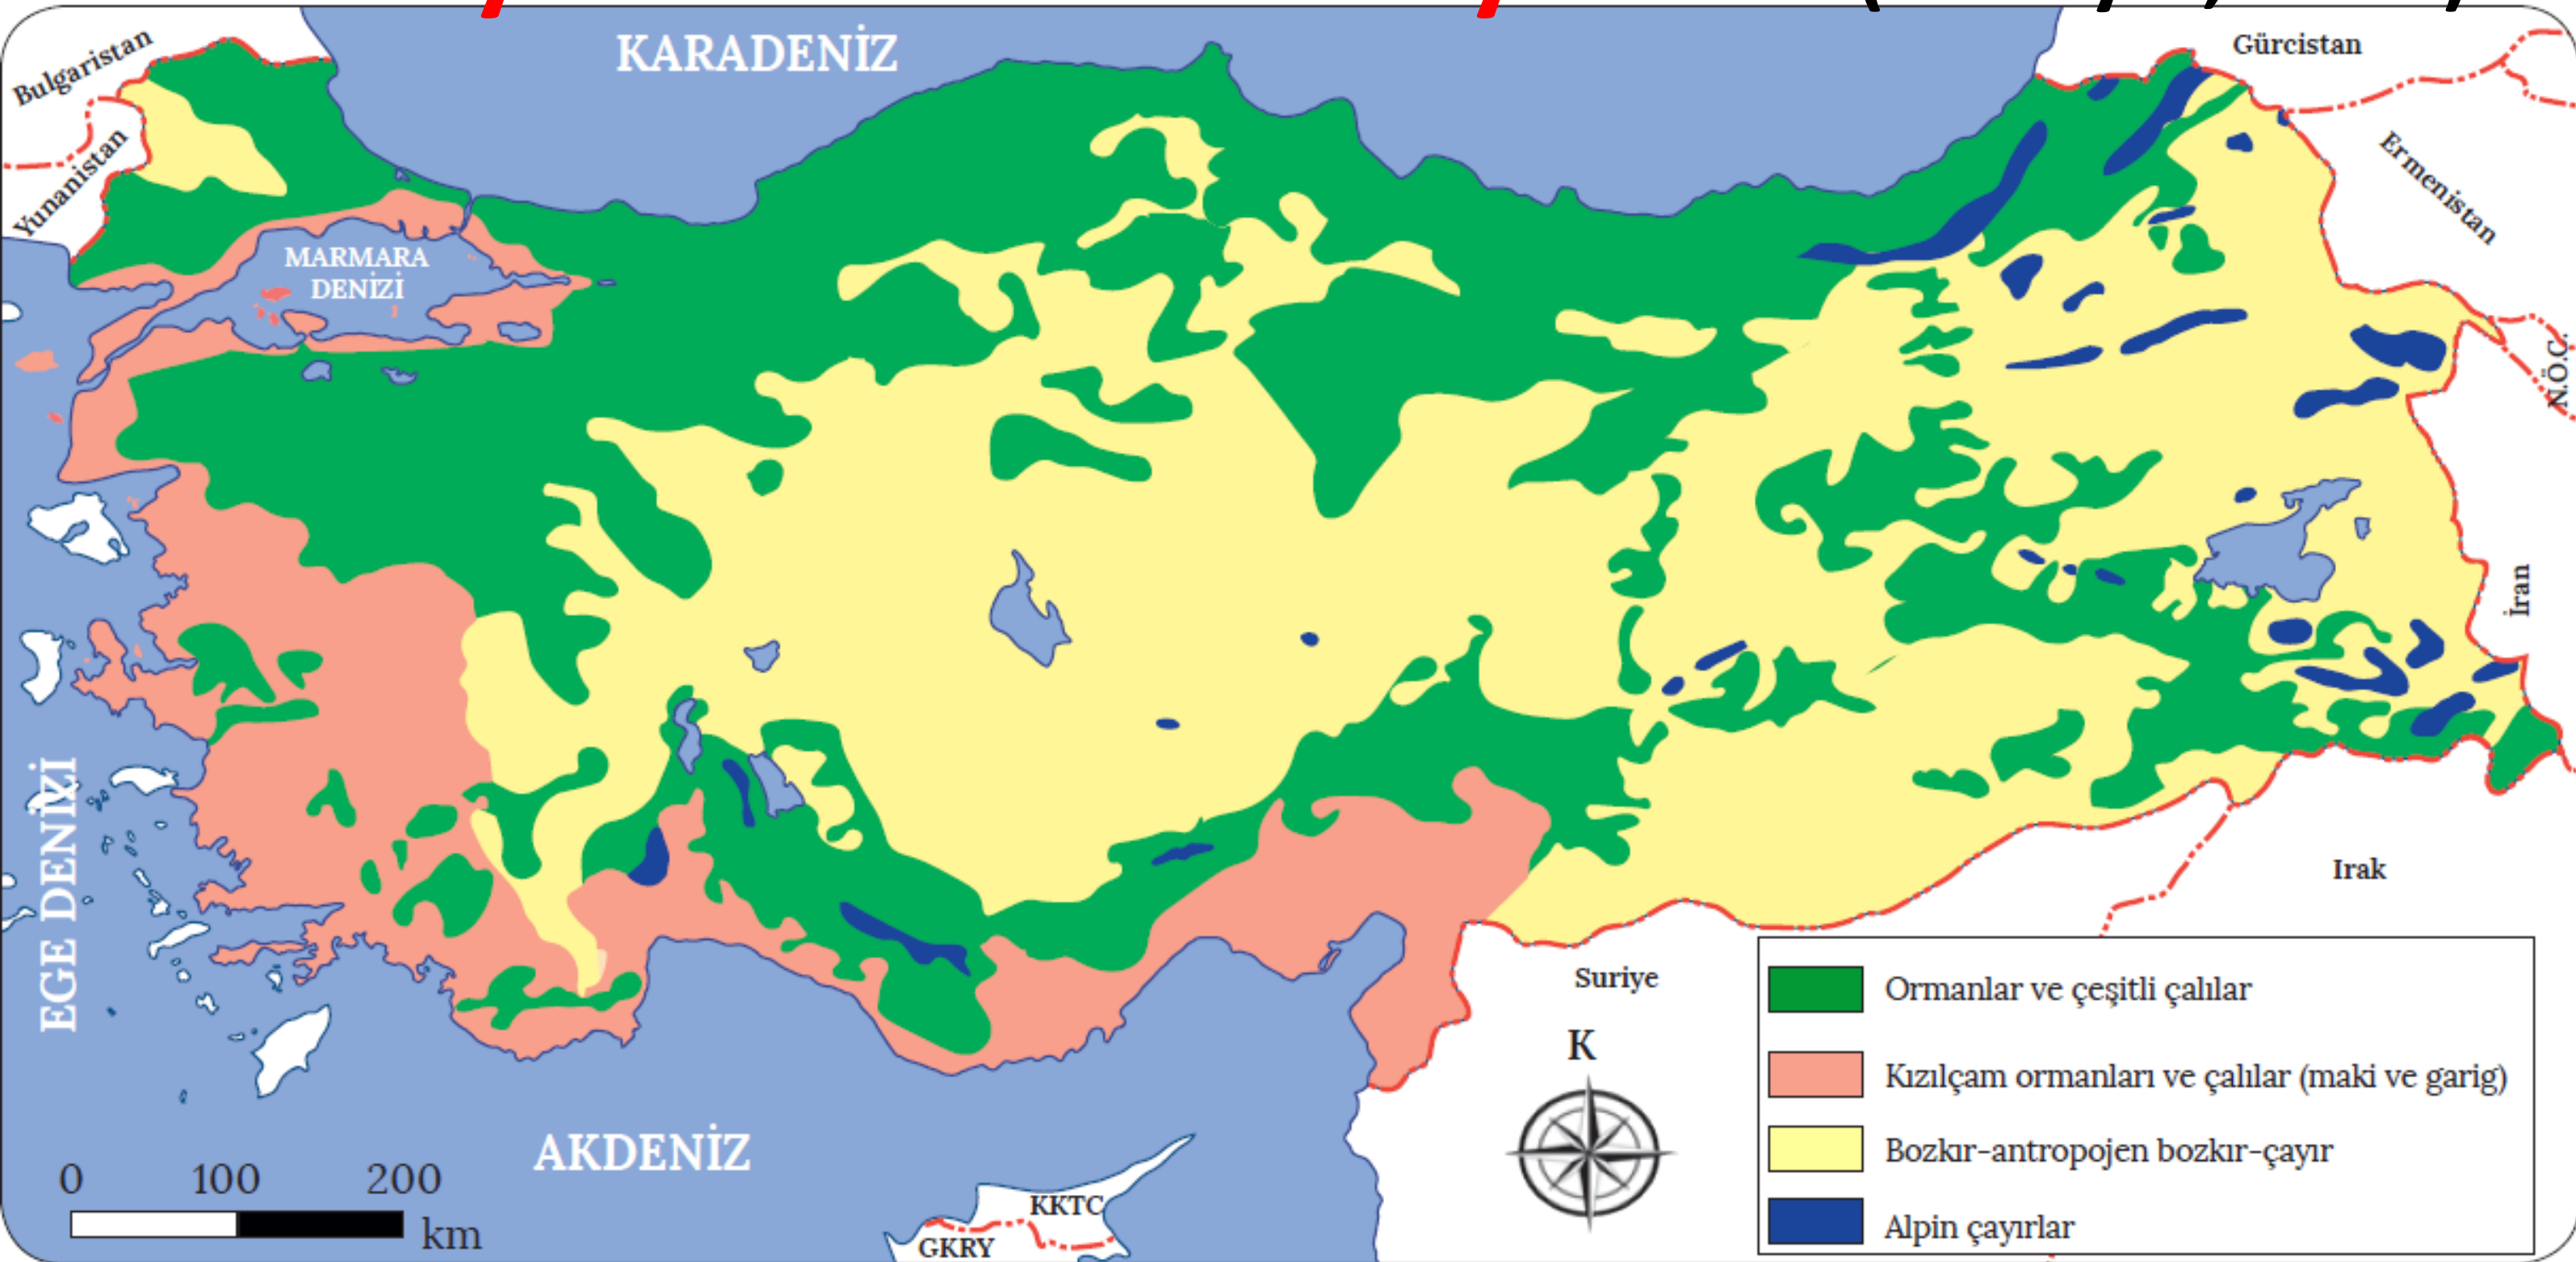 KARADENİZ
Gürcistan
Bulgaristan
Yunanistan
Ermenistan
MARMARA
DENİZİ
N.Ö.C.
İran
EGE DENİZİ
Irak
Suriye
K
AKDENİZ
KKTC
GKRY
0 100 200
km
Ormanlar ve çeşitli çalılar
Kızılçam ormanları ve çalılar (maki ve garig)
Bozkır-antropojen bozkır-çayır
Alpin çayırlar